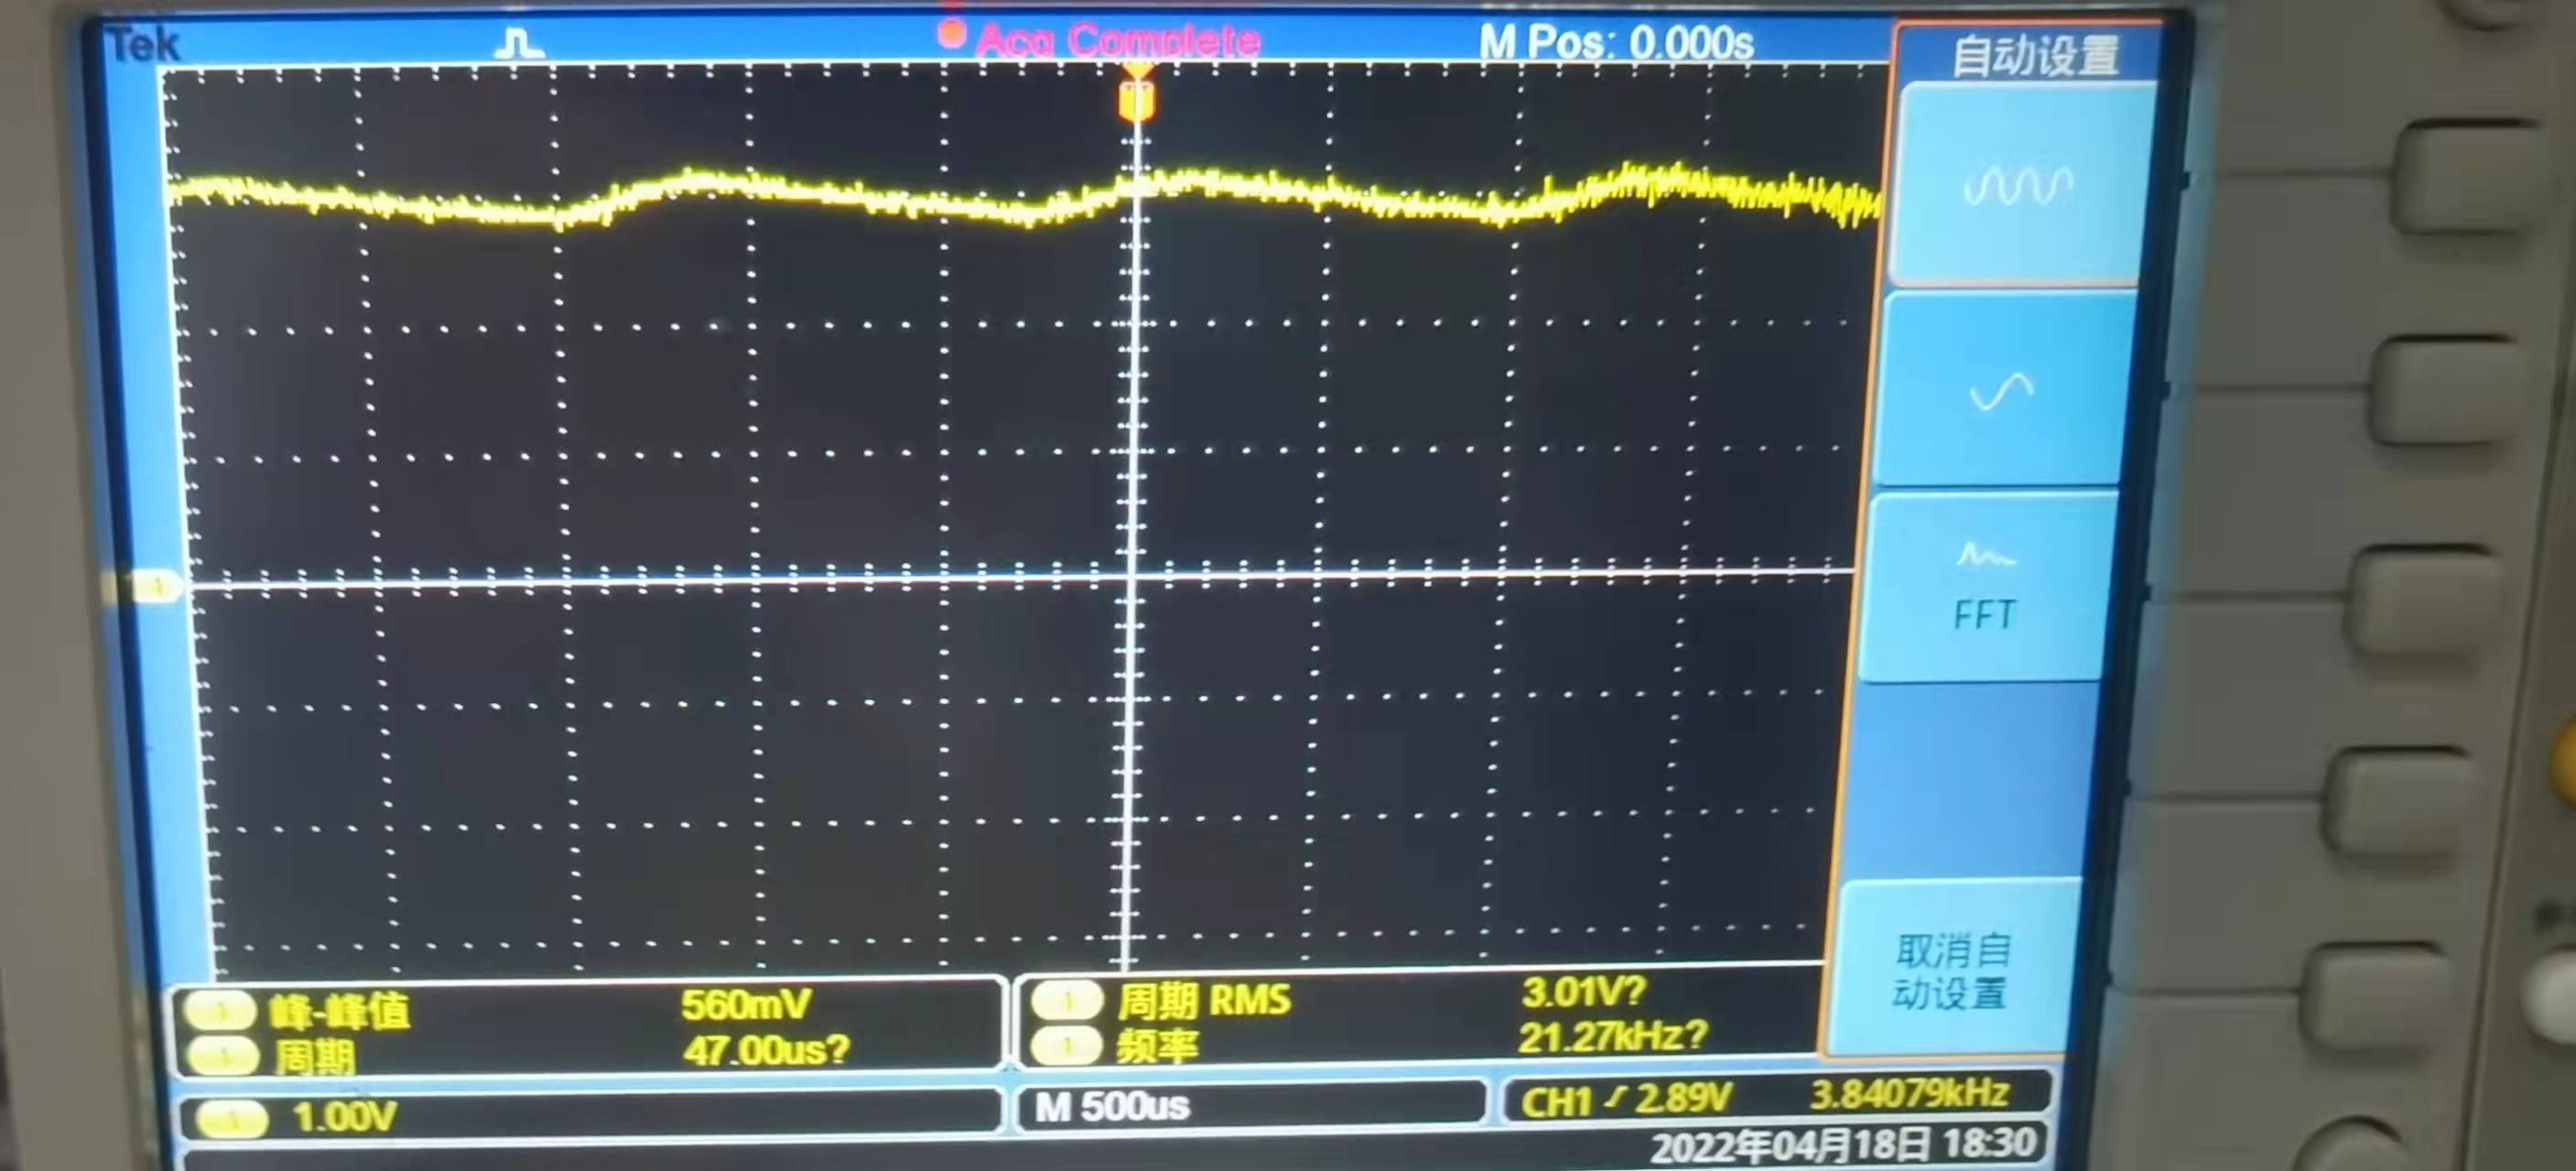 Tek
Acq Complete
M Pos: 0.000s
自动设置
FFT
取消自
动设置
1 峰-峰值 560mV
1 周期 47.00us?
1 周期 RMS 3.01V?
1 频率 21.27kHz?
1 1.00V
M 500us
CH1 2.89V 3.84079kHz
2022年04月18日 18:30